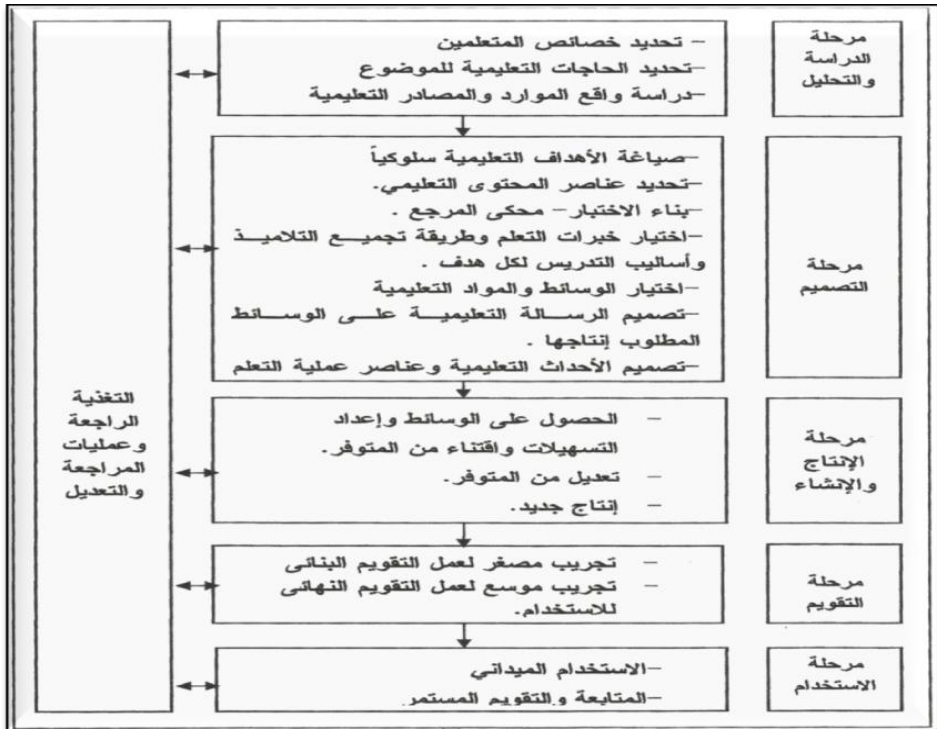 مرحلة
الدراسة
والتحليل
– تحديد خصائص المتعلمين
–تحديد الحاجات التعليمية للموضوع
–دراسة واقع الموارد والمصادر التعليمية
مرحلة
التصميم
–صياغة الأهداف التعليمية سلوكياً
–تحديد عناصر المحتوى التعليمي.
–بناء الاختبار– محكى المرجع .
–اختيار خبرات التعلم وطريقة تجميع التلاميذ
وأساليب التدريس لكل هدف .
–اختيار الوسائط والمواد التعليمية
–تصميم الرسالة التعليمية على الوسائط
المطلوب إنتاجها .
–تصميم الأحداث التعليمية وعناصر عملية التعلم
مرحلة
الإنتاج
والإنشاء
– الحصول على الوسائط وإعداد
التسهيلات واقتناء من المتوفر.
– تعديل من المتوفر.
– إنتاج جديد.
مرحلة
التقويم
– تجريب مصغر لعمل التقويم البنائى
– تجريب موسع لعمل التقويم النهائى
للاستخدام.
مرحلة
الاستخدام
–الاستخدام الميداني
–المتابعة والتقويم المستمر.
التغذية
الراجعة
وعمليات
المراجعة
والتعديل